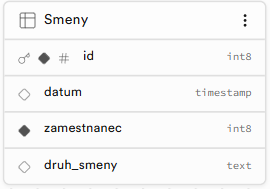 Smeny
id int8
datum timestamp
zamestnanec int8
druh_smeny text